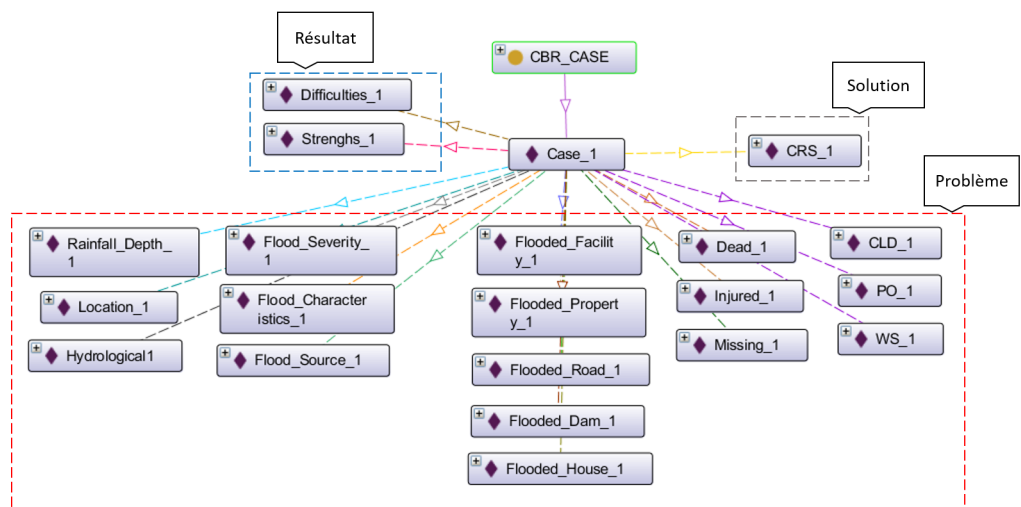 Résultat
CBR_CASE
Solution
Difficulties_1
Strenghs_1
Case_1
CRS_1
Problème
Rainfall_Depth_
1
Flood_Severity_
1
Flooded_Facilit
y_1
Dead_1
CLD_1
Location_1
Flood_Character
istics_1
Flooded_Propert
y_1
Injured_1
PO_1
Hydrological1
Flood_Source_1
Flooded_Road_1
Missing_1
WS_1
Flooded_Dam_1
Flooded_House_1